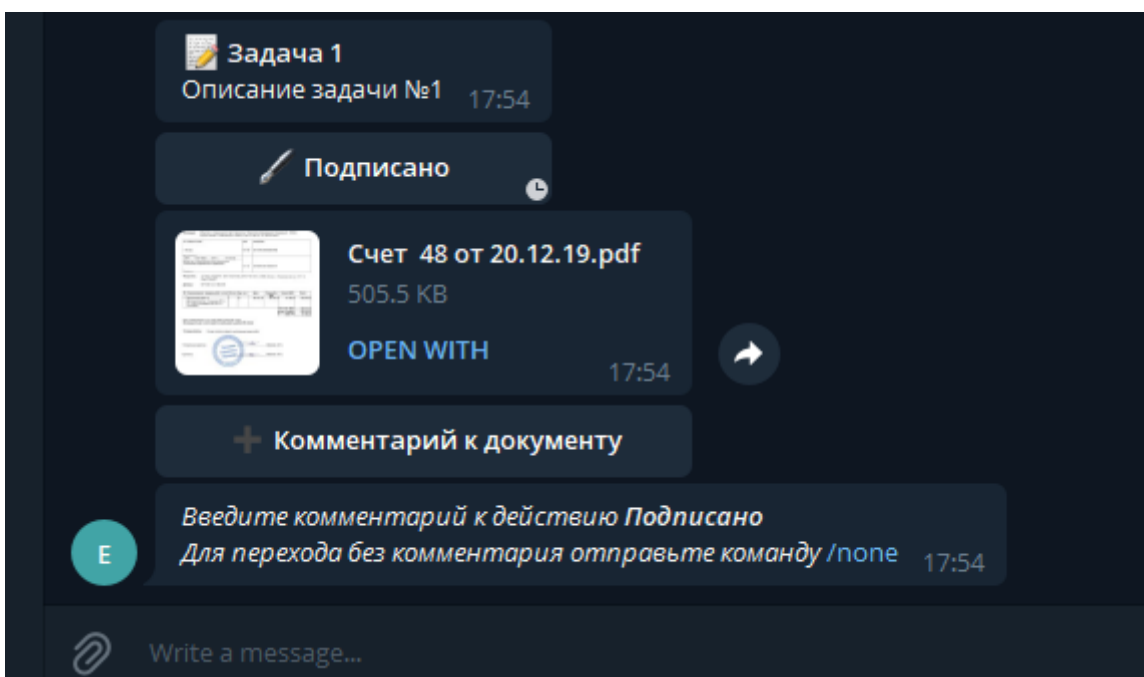 Задача 1
Описание задачи №1 17:54
Подписано
Счет 48 от 20.12.19.pdf
505.5 KB
OPEN WITH
17:54
Комментарий к документу
Введите комментарий к действию Подписано
Е
Для перехода без комментария отправьте команду /none 17:54
Write a message...